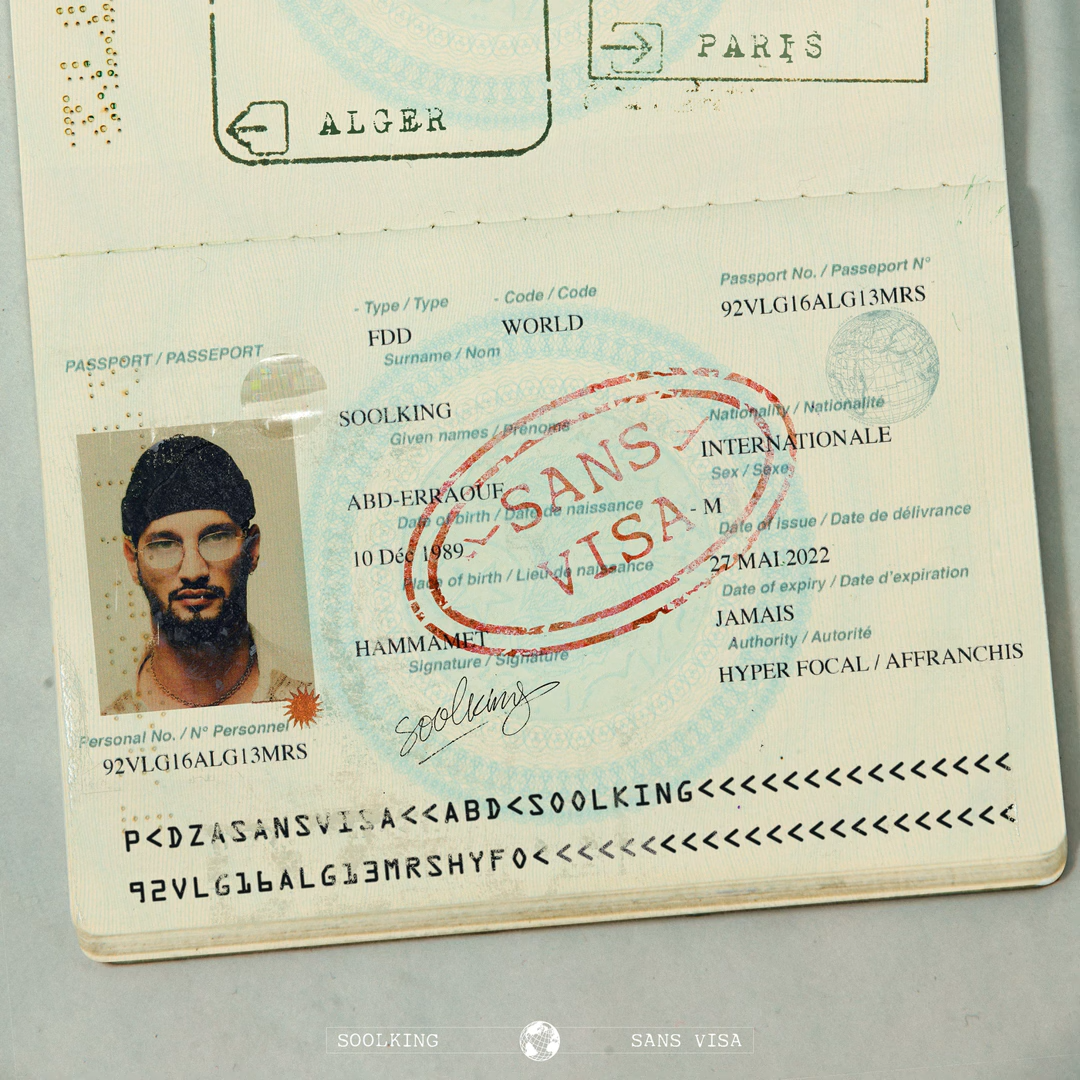 PARIS
ALGER
Passport No. / Passeport N°
- Type / Type - Code / Code
92VLG16ALG13MRS
FDD WORLD
PASSPORT / PASSEPORT
Surname / Nom
SOOLKING
Nationality / Nationalité
Given names / Prénoms
INTERNATIONALE
SANS
VISA
Sex / Sexe
ABD-ERRAOUF
- M
Date of birth / Date de naissance
Date of issue / Date de délivrance
10 Déc 1989
27 MAI 2022
Place of birth / Lieu de naissance
Date of expiry / Date d'expiration
JAMAIS
HAMMAMET
Authority / Autorité
Signature / Signature
HYPER FOCAL / AFFRANCHIS
soolking
Personal No. / N° Personnel
92VLG16ALG13MRS
P<DZASANSVISA<<ABD<SOOLKING<<<<<<<<<<<<<<<
92VLG16ALG13MRSHYFO<<<<<<<<<<<<<<<<<<<<<<<
SOOLKING SANS VISA